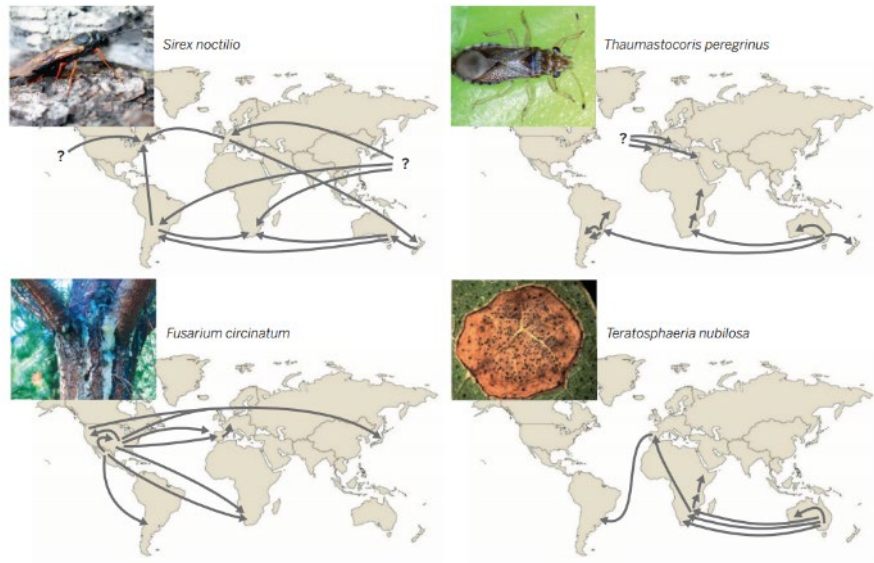 Sirex noctilio
Thaumastocoris peregrinus
?
?
?
Fusarium circinatum
Teratosphaeria nubilosa